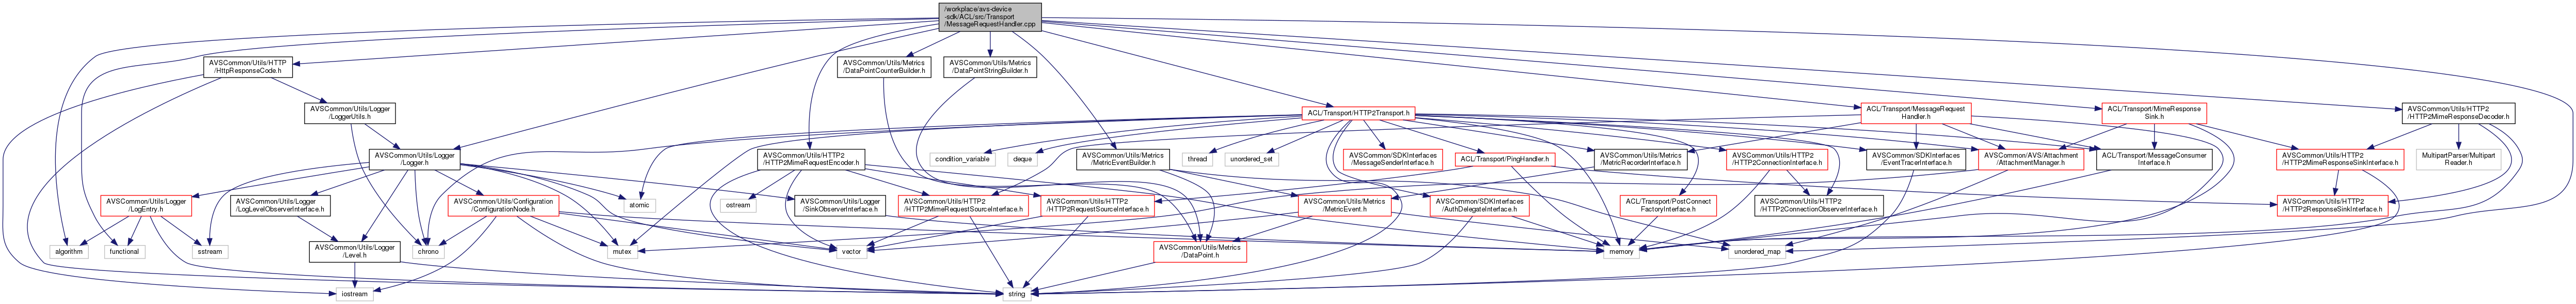 /workplace/avs-device
-sdk/ACL/src/Transport
/MessageRequestHandler.cpp
AVSCommon/Utils/HTTP
/HttpResponseCode.h
AVSCommon/Utils/Metrics
/DataPointCounterBuilder.h
AVSCommon/Utils/Metrics
/DataPointStringBuilder.h
AVSCommon/Utils/Logger
/LoggerUtils.h
ACL/Transport/HTTP2Transport.h
ACL/Transport/MessageRequest
Handler.h
ACL/Transport/MimeResponse
Sink.h
AVSCommon/Utils/HTTP2
/HTTP2MimeResponseDecoder.h
AVSCommon/Utils/Logger
/Logger.h
AVSCommon/Utils/HTTP2
/HTTP2MimeRequestEncoder.h
AVSCommon/Utils/Metrics
/MetricEventBuilder.h
condition_variable
deque
thread
unordered_set
AVSCommon/SDKInterfaces
/MessageSenderInterface.h
ACL/Transport/PingHandler.h
AVSCommon/Utils/Metrics
/MetricRecorderInterface.h
AVSCommon/Utils/HTTP2
/HTTP2ConnectionInterface.h
AVSCommon/SDKInterfaces
/EventTracerInterface.h
AVSCommon/AVS/Attachment
/AttachmentManager.h
ACL/Transport/MessageConsumer
Interface.h
AVSCommon/Utils/HTTP2
/HTTP2MimeResponseSinkInterface.h
MultipartParser/Multipart
Reader.h
AVSCommon/Utils/Logger
/LogEntry.h
AVSCommon/Utils/Logger
/LogLevelObserverInterface.h
AVSCommon/Utils/Configuration
/ConfigurationNode.h
atomic
ostream
AVSCommon/Utils/Logger
/SinkObserverInterface.h
AVSCommon/Utils/HTTP2
/HTTP2MimeRequestSourceInterface.h
AVSCommon/Utils/HTTP2
/HTTP2RequestSourceInterface.h
AVSCommon/Utils/Metrics
/MetricEvent.h
AVSCommon/SDKInterfaces
/AuthDelegateInterface.h
ACL/Transport/PostConnect
FactoryInterface.h
AVSCommon/Utils/HTTP2
/HTTP2ConnectionObserverInterface.h
AVSCommon/Utils/HTTP2
/HTTP2ResponseSinkInterface.h
algorithm
functional
sstream
AVSCommon/Utils/Logger
/Level.h
chrono
mutex
vector
AVSCommon/Utils/Metrics
/DataPoint.h
memory
unordered_map
iostream
string